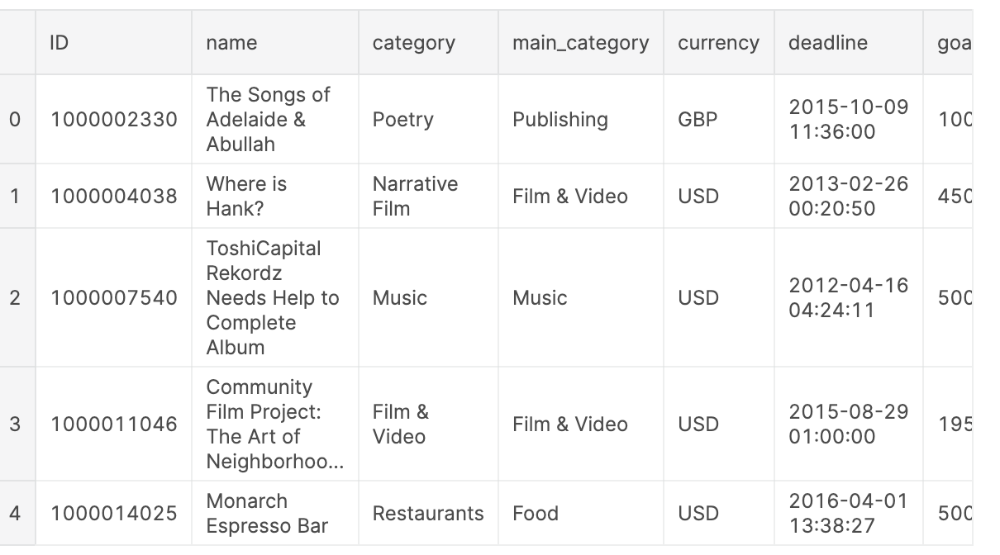 ID name category main_category currency deadline goa
0 1000002330 The Songs of Adelaide & Abullah Poetry Publishing GBP 2015-10-09 11:36:00 100
1 1000004038 Where is Hank? Narrative Film Film & Video USD 2013-02-26 00:20:50 450
2 1000007540 ToshiCapital Rekordz Needs Help to Complete Album Music Music USD 2012-04-16 04:24:11 500
3 1000011046 Community Film Project: The Art of Neighborhoo... Film & Video Film & Video USD 2015-08-29 01:00:00 195
4 1000014025 Monarch Espresso Bar Restaurants Food USD 2016-04-01 13:38:27 500